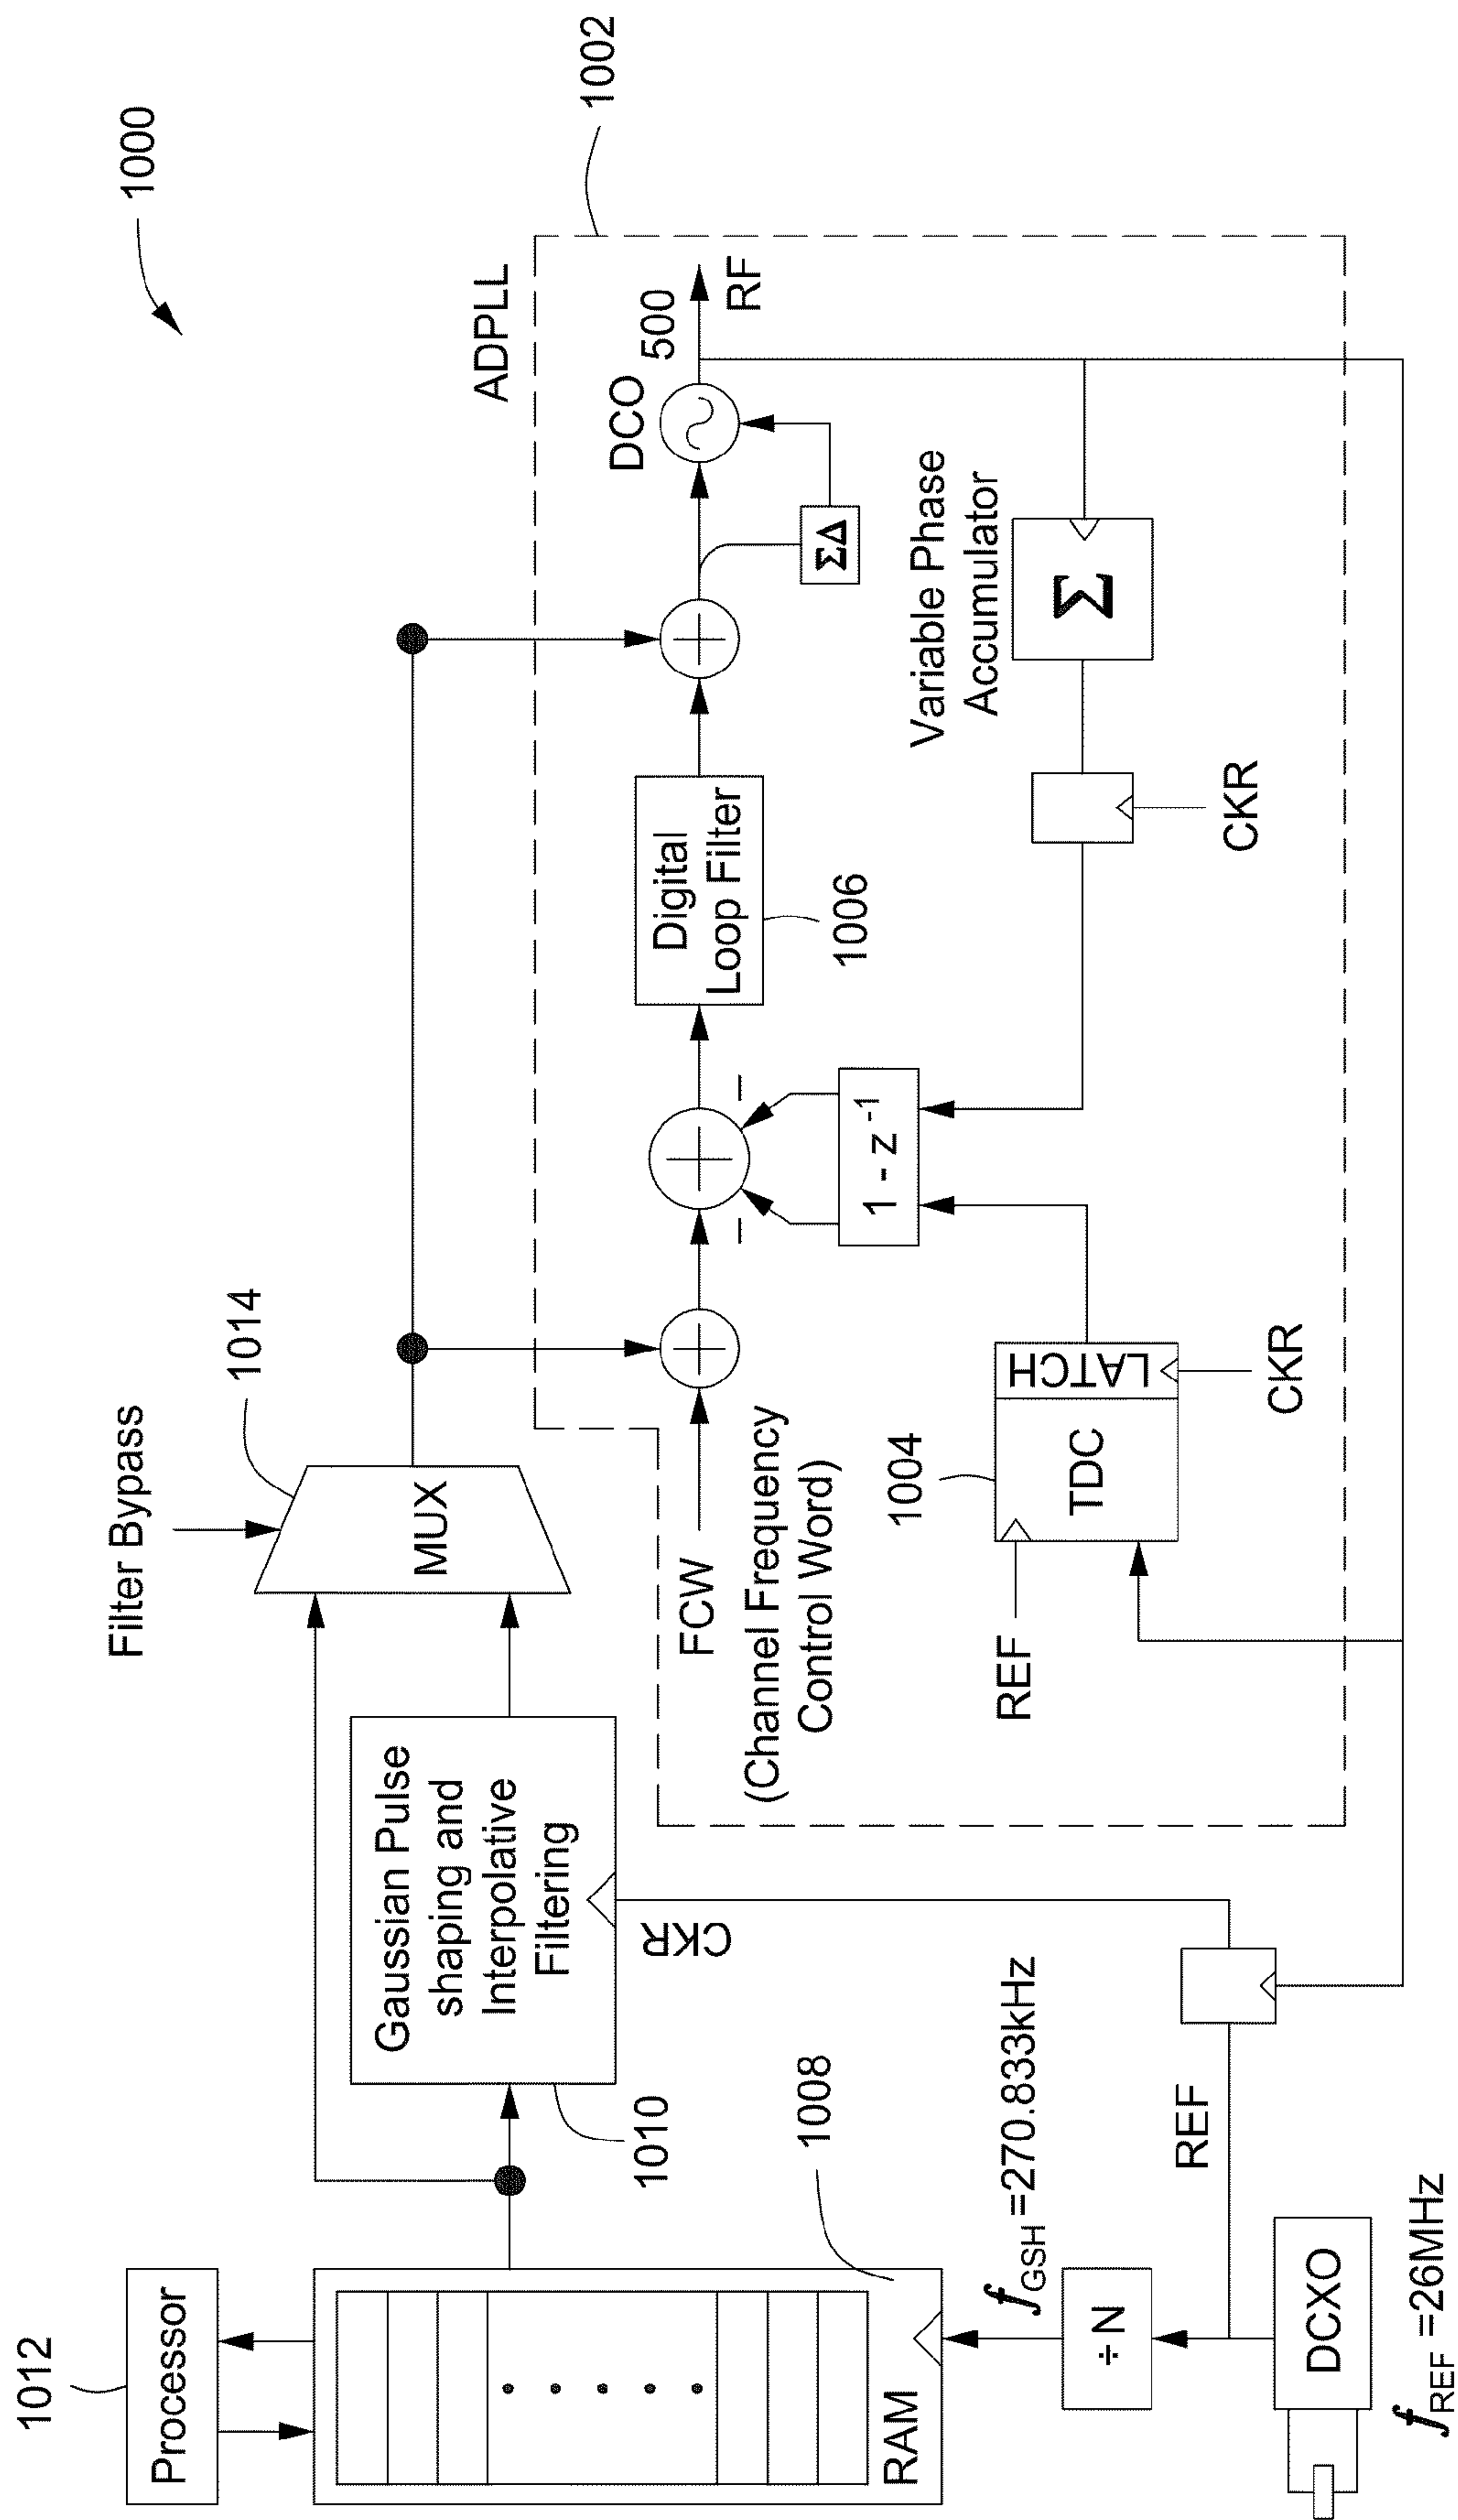 1000
1002
ADPLL
1014
Filter Bypass
MUX
1012
Processor
RAM
1008
Gaussian Pulse
shaping and
Interpolative
Filtering
1010
CKR
FCW
(Channel Frequency
Control Word)
Digital
Loop Filter
1006
DCO
500
RF
ΣΔ
Variable Phase
Accumulator
Σ
CKR
1 - z⁻¹
– –
1004
TDC
LATCH
REF
CKR
fGSH =270.833kHz
÷ N
REF
DCXO
fREF =26MHz